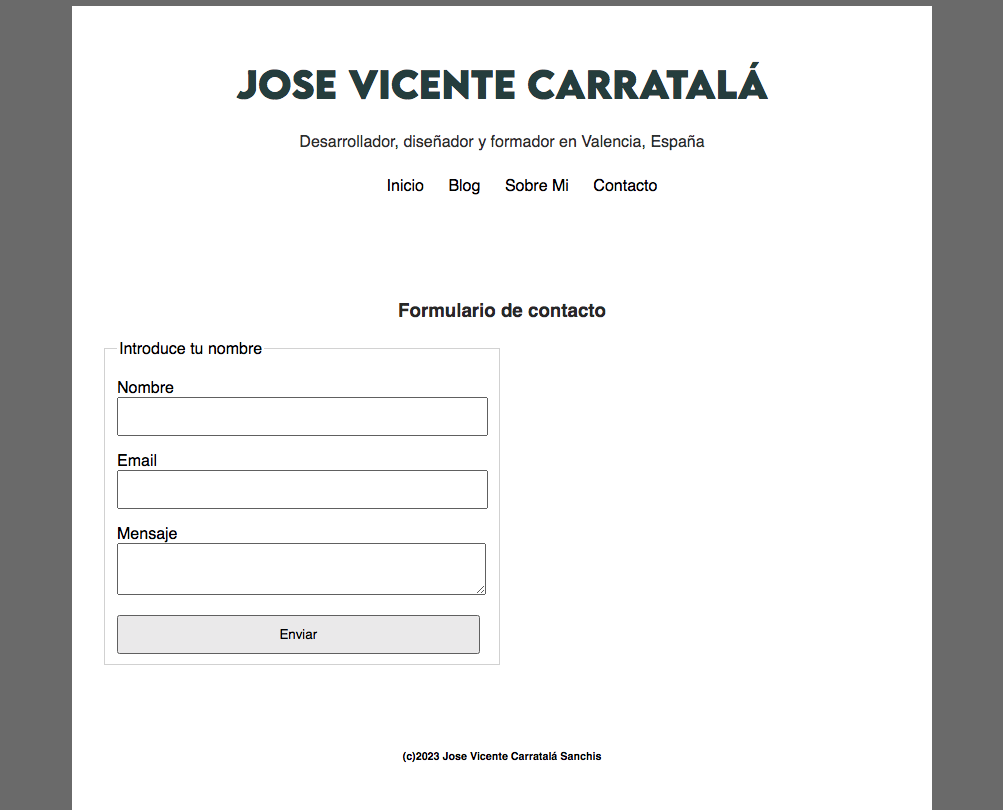 JOSE VICENTE CARRATALÁ
Desarrollador, diseñador y formador en Valencia, España
Inicio Blog Sobre Mi Contacto
Formulario de contacto
Introduce tu nombre
Nombre
Email
Mensaje
Enviar
(c)2023 Jose Vicente Carratalá Sanchis